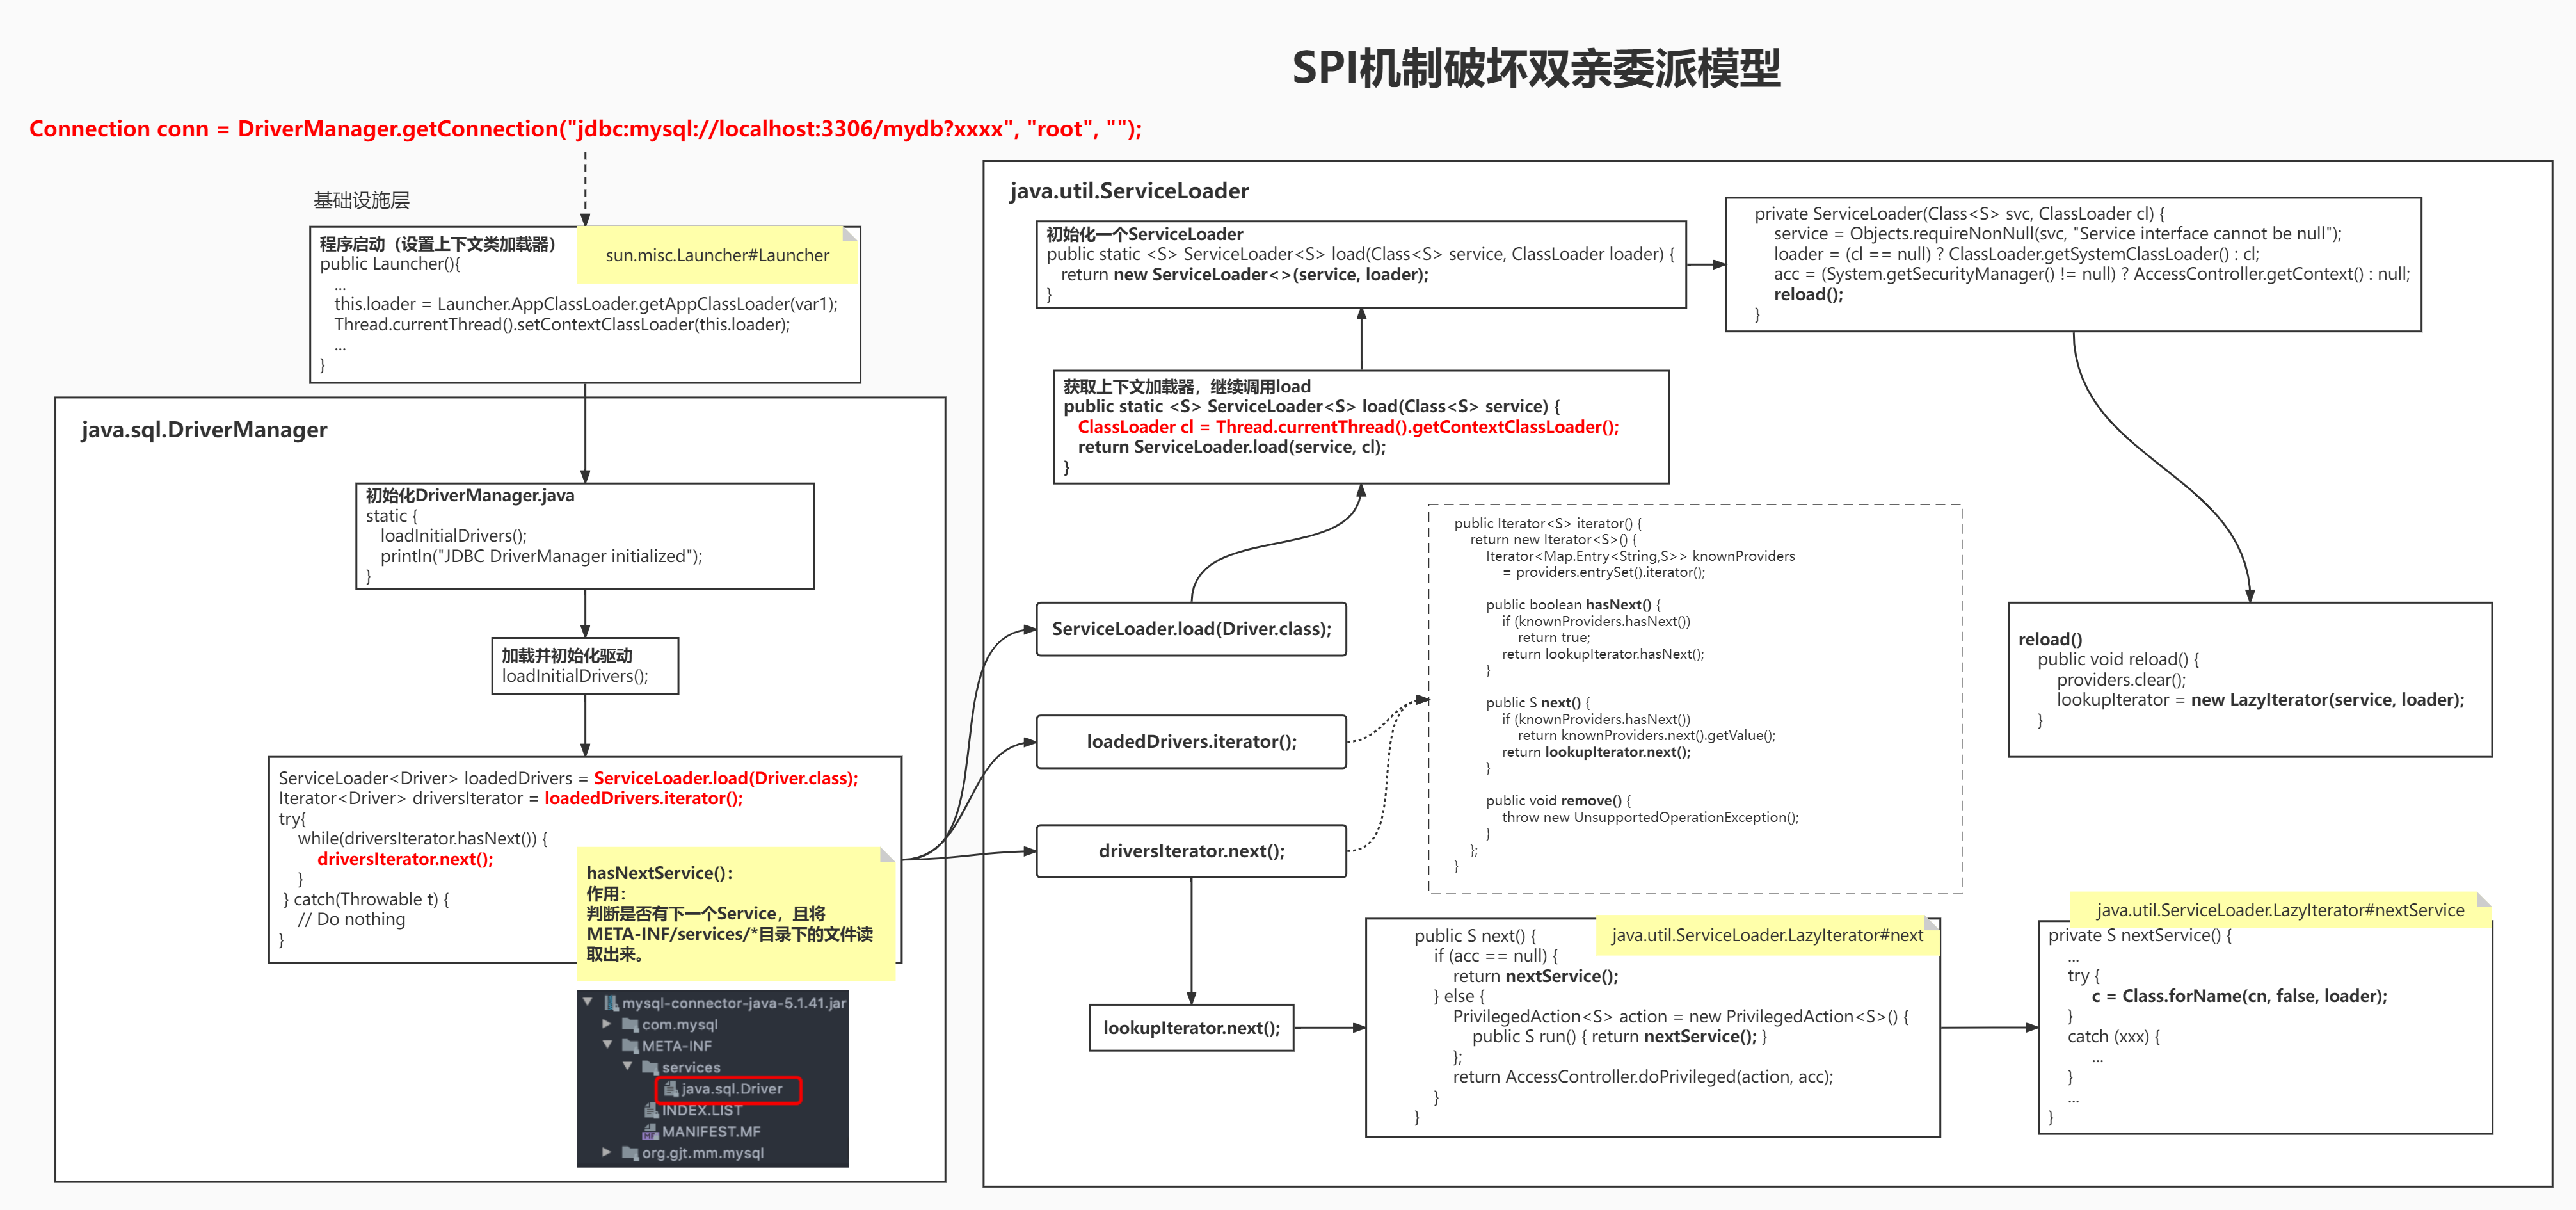 SPI机制破坏双亲委派模型
Connection conn = DriverManager.getConnection("jdbc:mysql://localhost:3306/mydb?xxxx", "root", "");
基础设施层
程序启动（设置上下文类加载器）
public Launcher(){
...
this.loader = Launcher.AppClassLoader.getAppClassLoader(var1);
Thread.currentThread().setContextClassLoader(this.loader);
...
}
sun.misc.Launcher#Launcher
java.sql.DriverManager
初始化DriverManager.java
static {
loadInitialDrivers();
println("JDBC DriverManager initialized");
}
加载并初始化驱动
loadInitialDrivers();
ServiceLoader<Driver> loadedDrivers = ServiceLoader.load(Driver.class);
Iterator<Driver> driversIterator = loadedDrivers.iterator();
try{
while(driversIterator.hasNext()) {
driversIterator.next();
}
} catch(Throwable t) {
// Do nothing
}
hasNextService()：
作用：
判断是否有下一个Service，且将
META-INF/services/*目录下的文件读
取出来。
mysql-connector-java-5.1.41.jar
com.mysql
META-INF
services
java.sql.Driver
INDEX.LIST
MANIFEST.MF
org.gjt.mm.mysql
java.util.ServiceLoader
初始化一个ServiceLoader
public static <S> ServiceLoader<S> load(Class<S> service, ClassLoader loader) {
return new ServiceLoader<>(service, loader);
}
private ServiceLoader(Class<S> svc, ClassLoader cl) {
service = Objects.requireNonNull(svc, "Service interface cannot be null");
loader = (cl == null) ? ClassLoader.getSystemClassLoader() : cl;
acc = (System.getSecurityManager() != null) ? AccessController.getContext() : null;
reload();
}
获取上下文加载器，继续调用load
public static <S> ServiceLoader<S> load(Class<S> service) {
ClassLoader cl = Thread.currentThread().getContextClassLoader();
return ServiceLoader.load(service, cl);
}
ServiceLoader.load(Driver.class);
loadedDrivers.iterator();
driversIterator.next();
public Iterator<S> iterator() {
return new Iterator<S>() {
Iterator<Map.Entry<String,S>> knownProviders
= providers.entrySet().iterator();
public boolean hasNext() {
if (knownProviders.hasNext())
return true;
return lookupIterator.hasNext();
}
public S next() {
if (knownProviders.hasNext())
return knownProviders.next().getValue();
return lookupIterator.next();
}
public void remove() {
throw new UnsupportedOperationException();
}
};
}
reload()
public void reload() {
providers.clear();
lookupIterator = new LazyIterator(service, loader);
}
lookupIterator.next();
java.util.ServiceLoader.LazyIterator#next
public S next() {
if (acc == null) {
return nextService();
} else {
PrivilegedAction<S> action = new PrivilegedAction<S>() {
public S run() { return nextService(); }
};
return AccessController.doPrivileged(action, acc);
}
}
java.util.ServiceLoader.LazyIterator#nextService
private S nextService() {
...
try {
c = Class.forName(cn, false, loader);
}
catch (xxx) {
...
}
...
}